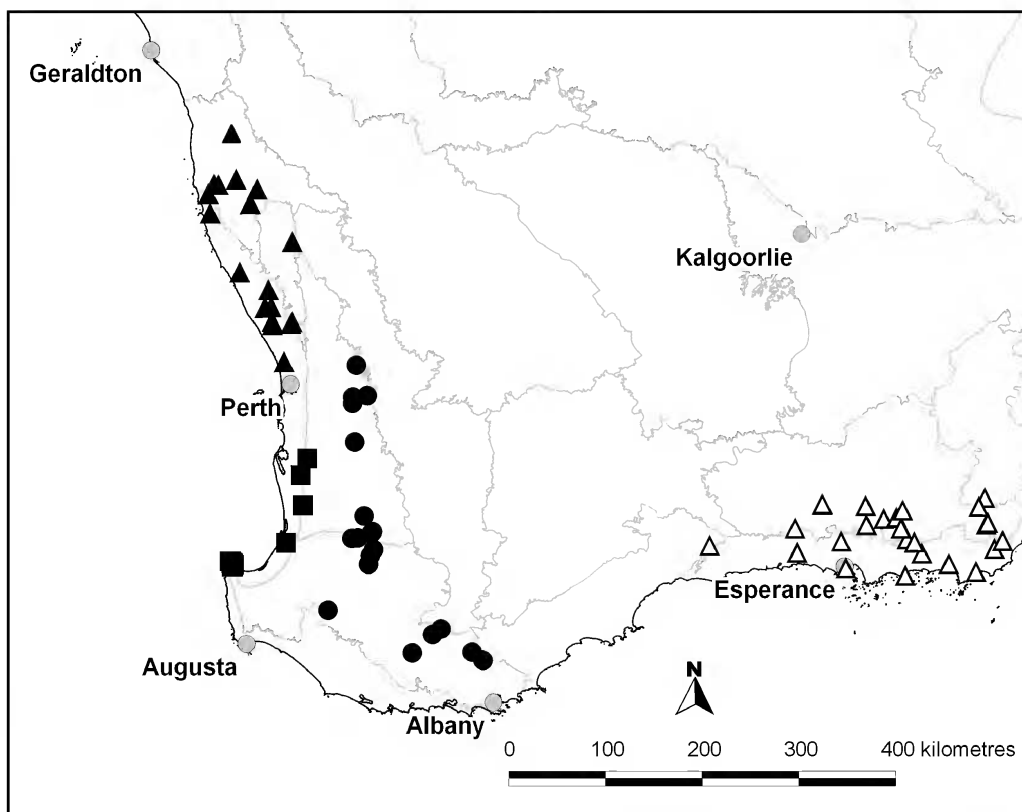 Geraldton
Kalgoorlie
Perth
Esperance
Augusta
Albany
N
0 100 200 300 400 kilometres